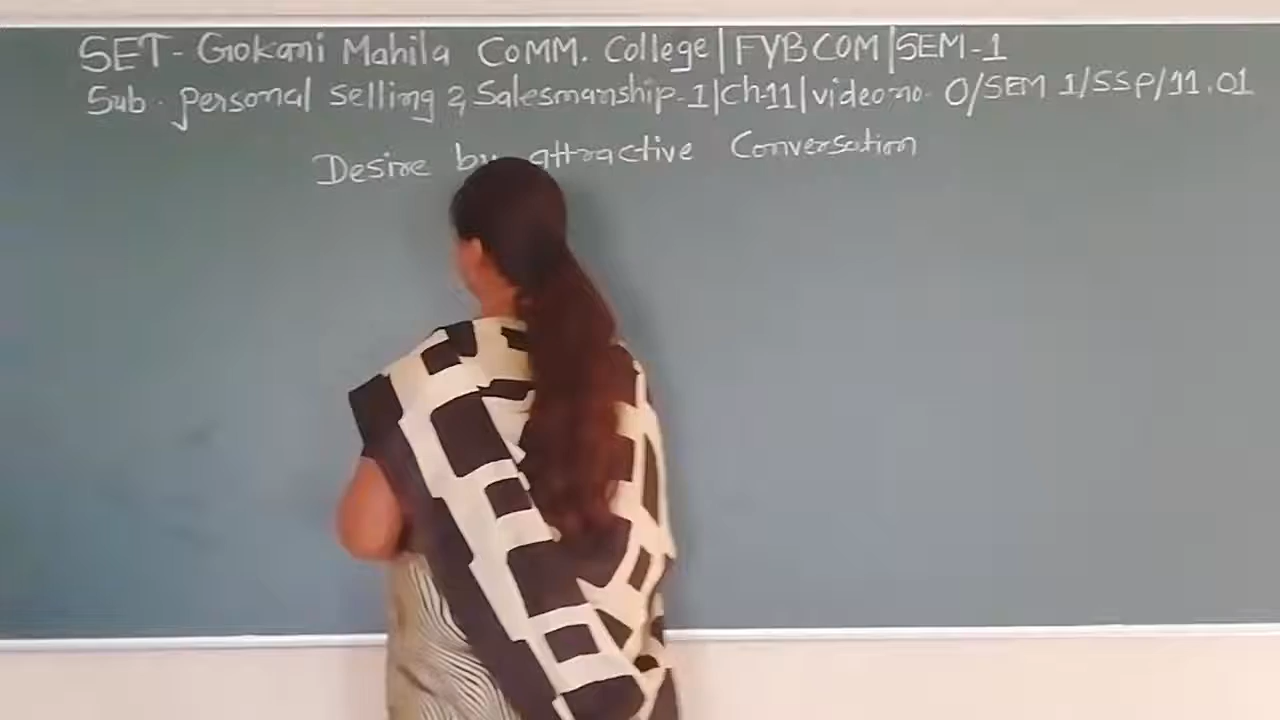 SET- Gokani Mahila COMM. College|FYBCOM|SEM-1
Sub. Personal Selling & Salesmanship-1|Ch-11|video no. 0/SEM 1/SSP/11.01
Desire by attractive Conversation